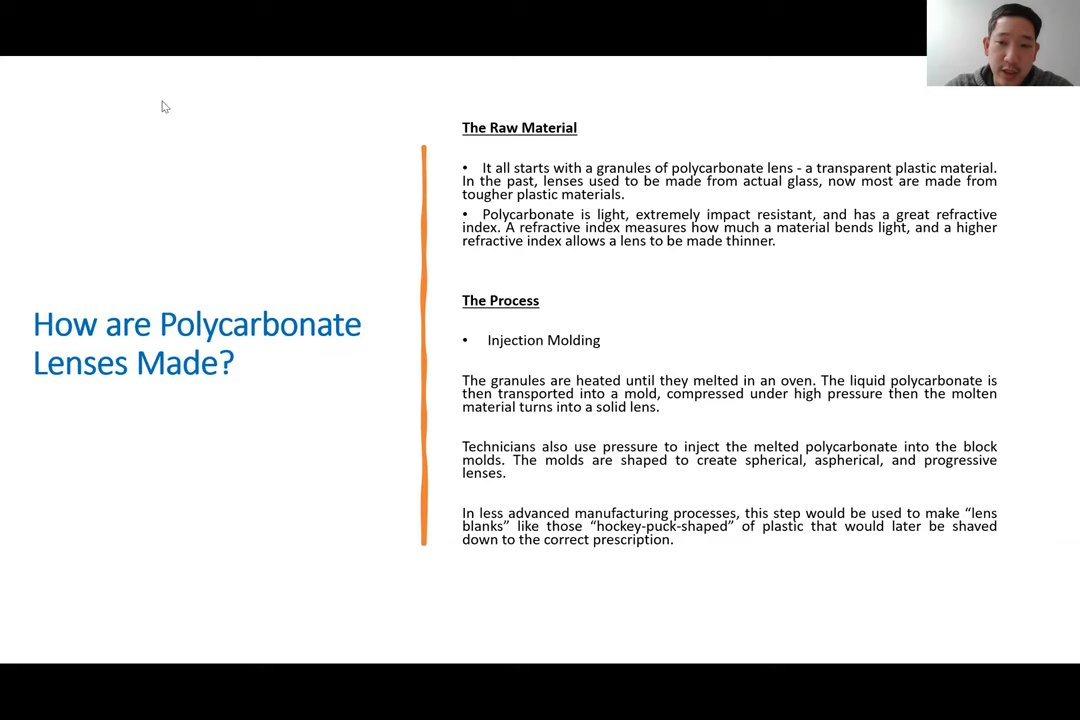 How are Polycarbonate
Lenses Made?
The Raw Material
• It all starts with a granules of polycarbonate lens - a transparent plastic material.
In the past, lenses used to be made from actual glass, now most are made from
tougher plastic materials.
• Polycarbonate is light, extremely impact resistant, and has a great refractive
index. A refractive index measures how much a material bends light, and a higher
refractive index allows a lens to be made thinner.
The Process
• Injection Molding
The granules are heated until they melted in an oven. The liquid polycarbonate is
then transported into a mold, compressed under high pressure then the molten
material turns into a solid lens.
Technicians also use pressure to inject the melted polycarbonate into the block
molds. The molds are shaped to create spherical, aspherical, and progressive
lenses.
In less advanced manufacturing processes, this step would be used to make “lens
blanks” like those “hockey-puck-shaped” of plastic that would later be shaved
down to the correct prescription.